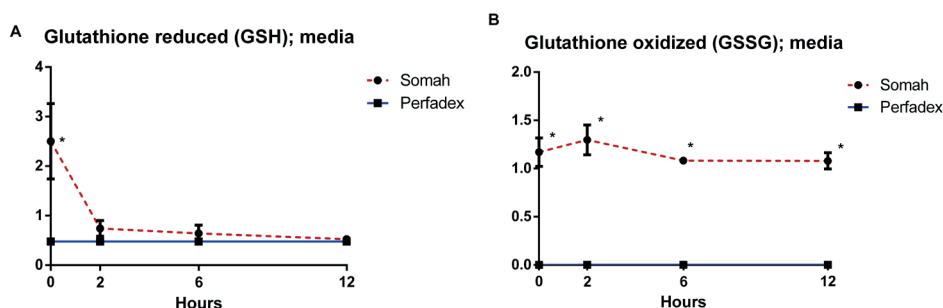 A
Glutathione reduced (GSH); media
4
3
2
1
0
*
0 2 6 12
Hours
Somah
Perfadex
B
Glutathione oxidized (GSSG); media
2.0
1.5
1.0
0.5
0.0
* * * *
0 2 6 12
Hours
Somah
Perfadex